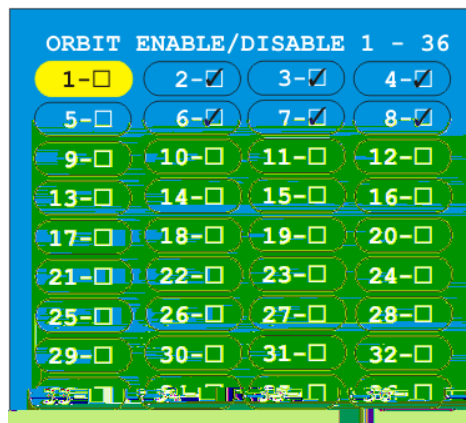 ORBIT ENABLE/DISABLE 1 - 36
1-☐ 2-☑ 3-☑ 4-☑
5-☐ 6-☑ 7-☑ 8-☑
9-☐ 10-☐ 11-☐ 12-☐
13-☐ 14-☐ 15-☐ 16-☐
17-☐ 18-☐ 19-☐ 20-☐
21-☐ 22-☐ 23-☐ 24-☐
25-☐ 26-☐ 27-☐ 28-☐
29-☐ 30-☐ 31-☐ 32-☐